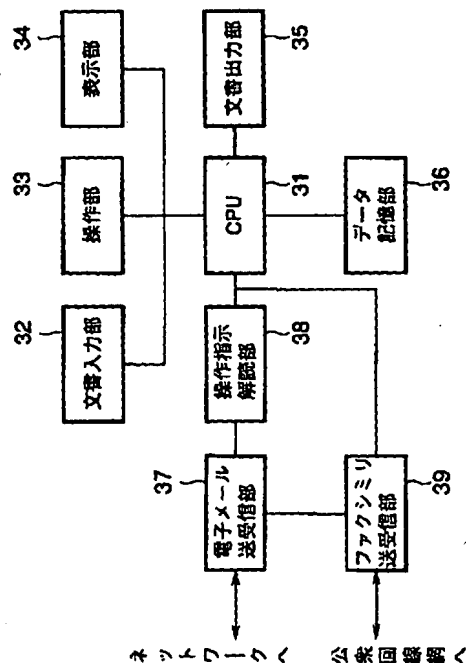 32
文書入力部
33
操作部
34
表示部
37
電子メール
送受信部
38
操作指示
解読部
31
CPU
35
文書出力部
39
ファクシミリ
送受信部
36
データ
記憶部
ネットワークへ
公衆回線網へ